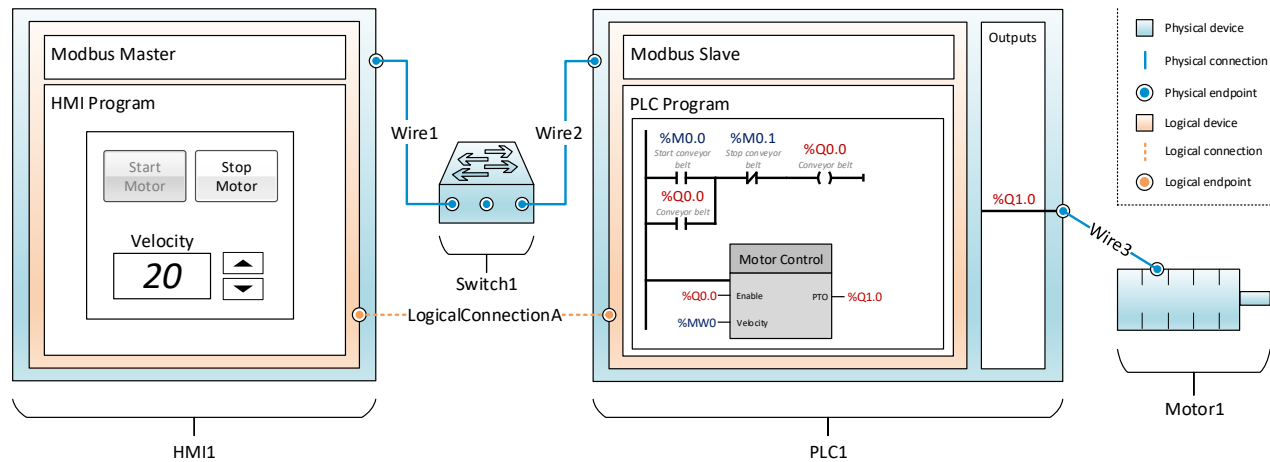 Modbus Master
HMI Program
Start
Motor
Stop
Motor
Velocity
20
HMI1
Wire1
Wire2
Switch1
LogicalConnectionA
Modbus Slave
PLC Program
%M0.0
Start conveyor
belt
%M0.1
Stop conveyor
belt
%Q0.0
Conveyor belt
%Q0.0
Conveyor belt
Motor Control
%Q0.0
Enable
PTO
%Q1.0
%MW0
Velocity
Outputs
%Q1.0
PLC1
Wire3
Motor1
Physical device
Physical connection
Physical endpoint
Logical device
Logical connection
Logical endpoint